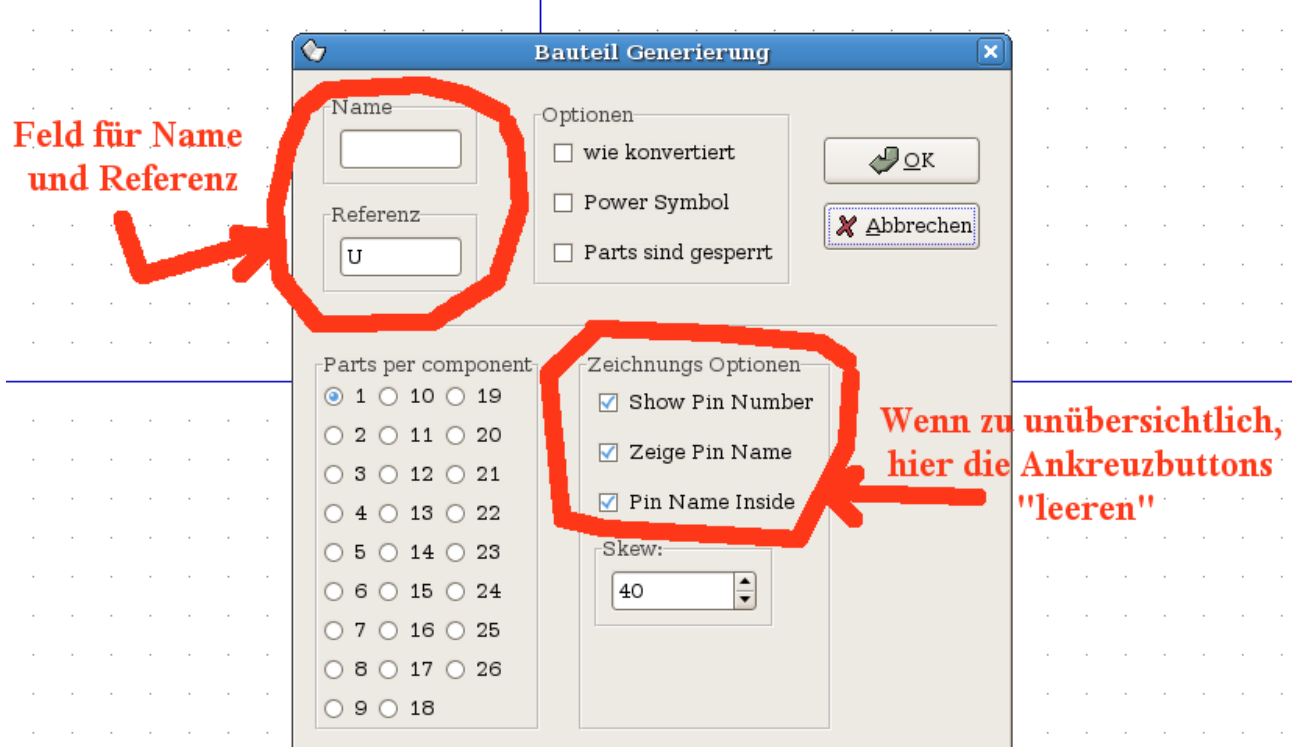 Bauteil Generierung
Name
Feld für Name
und Referenz
Referenz
U
Optionen
wie konvertiert
Power Symbol
Parts sind gesperrt
OK
Abbrechen
Parts per component
1 10 19
2 11 20
3 12 21
4 13 22
5 14 23
6 15 24
7 16 25
8 17 26
9 18
Zeichnungs Optionen
Show Pin Number
Zeige Pin Name
Pin Name Inside
Skew:
40
Wenn zu unübersichtlich,
hier die Ankreuzbuttons
"leeren"